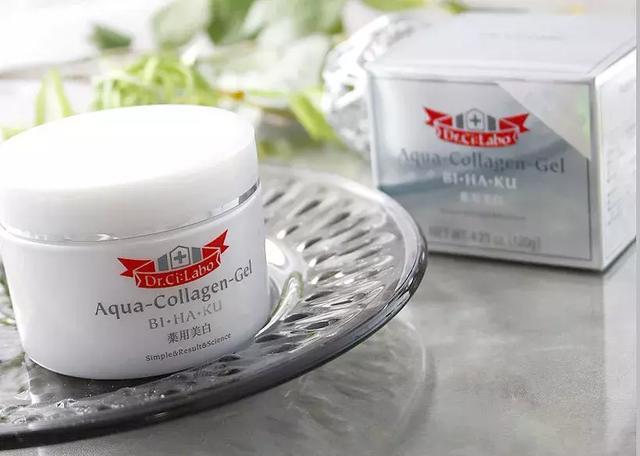 Dr.Ci:Labo
Aqua-Collagen-Gel
BI•HA•KU
薬用美白
Simple&Result&Science
Dr.Ci:Labo
Aqua-Collagen-Gel
BI•HA•KU
薬用美白
NET WT 4.23 oz. (120g)